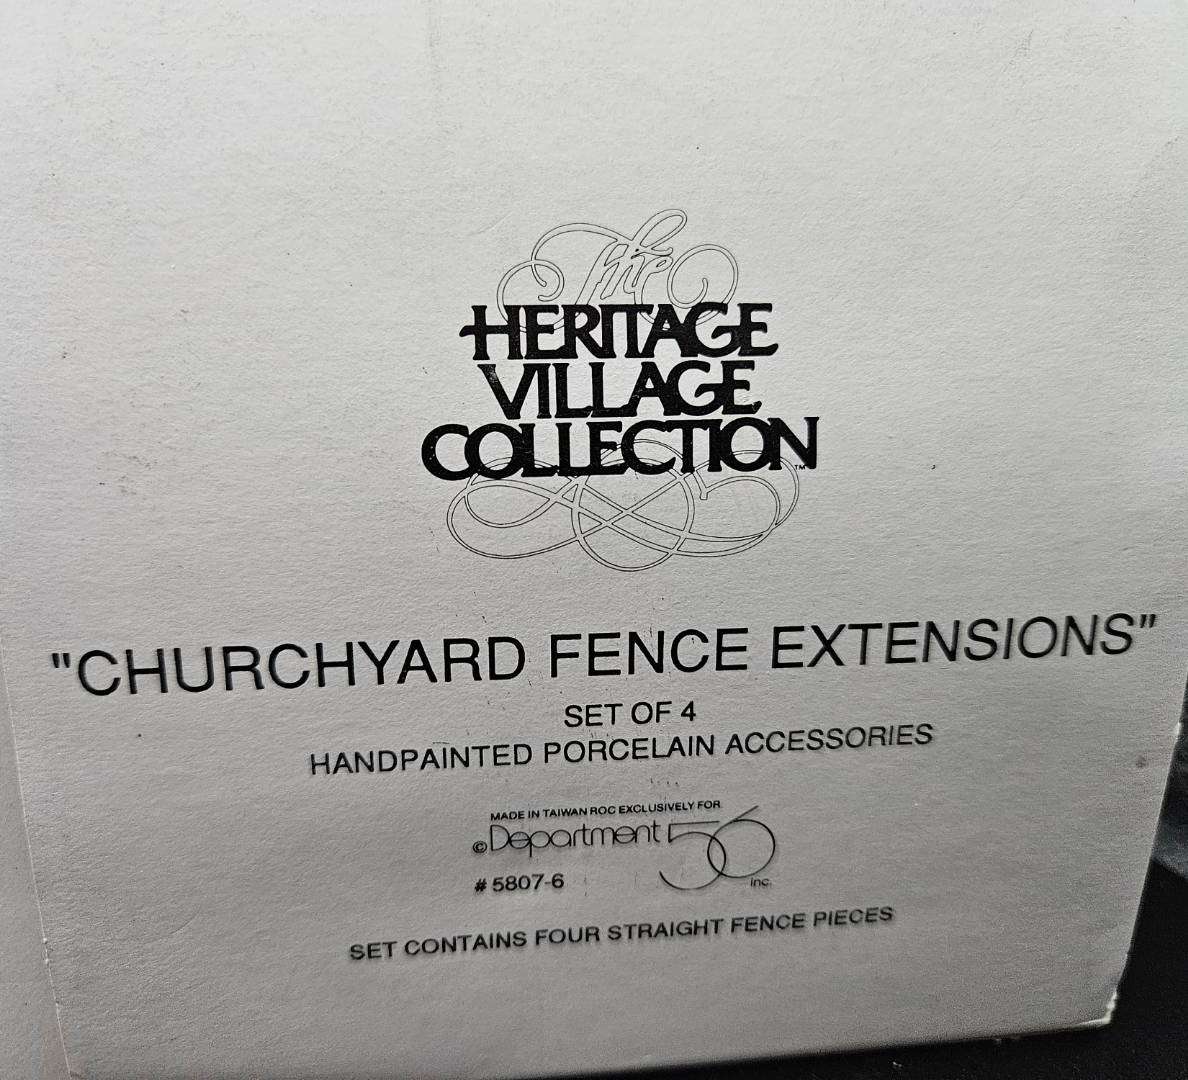 The
HERITAGE
VILLAGE
COLLECTION™
"CHURCHYARD FENCE EXTENSIONS"
SET OF 4
HANDPAINTED PORCELAIN ACCESSORIES
MADE IN TAIWAN ROC EXCLUSIVELY FOR
©Department 56
# 5807-6 inc.
SET CONTAINS FOUR STRAIGHT FENCE PIECES